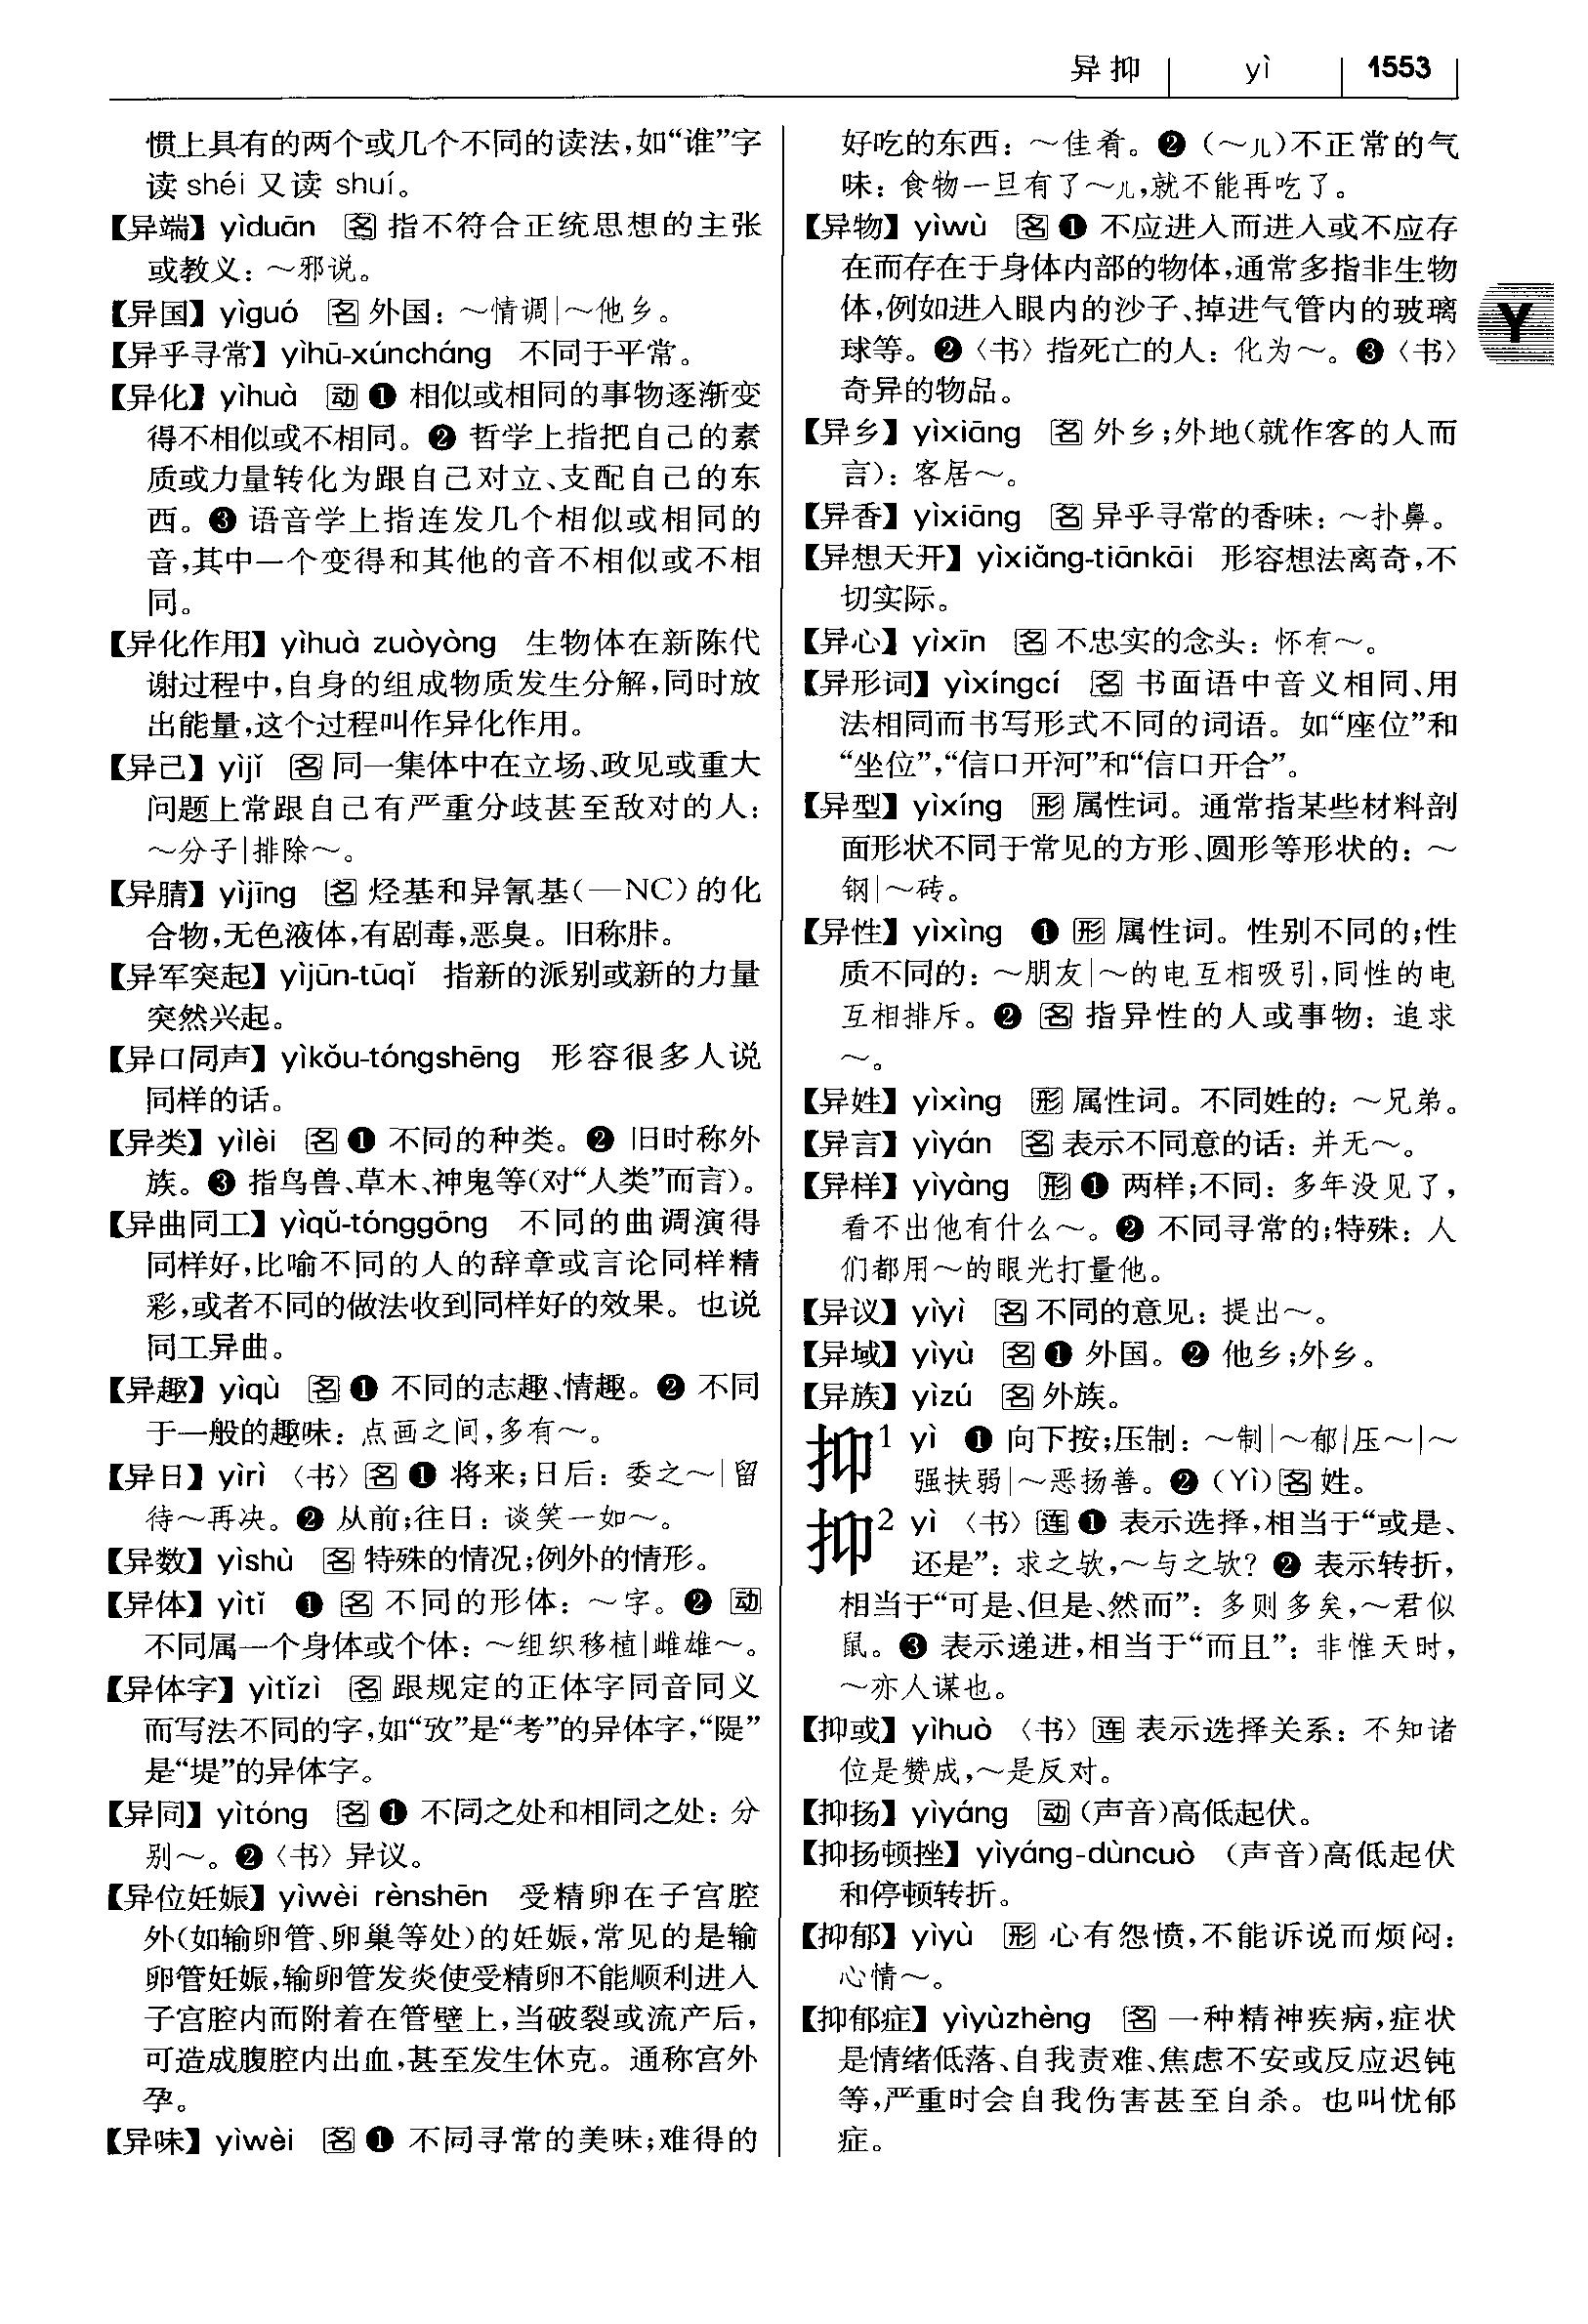 异 抑 yì 1553
惯上具有的两个或几个不同的读法,如“谁”字
读 shéi 又读 shuí。
【异端】yìduān 名 指不符合正统思想的主张
或教义:～邪说。
【异国】yìguó 名 外国:～情调|～他乡。
【异乎寻常】yìhū-xúncháng 不同于平常。
【异化】yìhuà 动 ❶ 相似或相同的事物逐渐变
得不相似或不相同。❷ 哲学上指把自己的素
质或力量转化为跟自己对立、支配自己的东
西。❸ 语音学上指连发几个相似或相同的
音,其中一个变得和其他的音不相似或不相
同。
【异化作用】yìhuà zuòyòng 生物体在新陈代
谢过程中,自身的组成物质发生分解,同时放
出能量,这个过程叫作异化作用。
【异己】yìjǐ 名 同一集体中在立场、政见或重大
问题上常跟自己有严重分歧甚至敌对的人:
～分子|排除～。
【异腈】yìjīng 名 烃基和异氰基(—NC)的化
合物,无色液体,有剧毒,恶臭。旧称胩。
【异军突起】yìjūn-tūqǐ 指新的派别或新的力量
突然兴起。
【异口同声】yìkǒu-tóngshēng 形容很多人说
同样的话。
【异类】yìlèi 名 ❶ 不同的种类。❷ 旧时称外
族。❸ 指鸟兽、草木、神鬼等(对“人类”而言)。
【异曲同工】yìqǔ-tónggōng 不同的曲调演得
同样好,比喻不同的人的辞章或言论同样精
彩,或者不同的做法收到同样好的效果。也说
同工异曲。
【异趣】yìqù 名 ❶ 不同的志趣、情趣。❷ 不同
于一般的趣味:点画之间,多有～。
【异日】yìrì〈书〉名 ❶ 将来;日后:委之～|留
待～再决。❷ 从前;往日:谈笑一如～。
【异数】yìshù 名 特殊的情况;例外的情形。
【异体】yìtǐ ❶ 名 不同的形体:～字。❷ 动
不同属一个身体或个体:～组织移植|雌雄～。
【异体字】yìtǐzì 名 跟规定的正体字同音同义
而写法不同的字,如“攷”是“考”的异体字,“隄”
是“堤”的异体字。
【异同】yìtóng 名 ❶ 不同之处和相同之处:分
别～。❷〈书〉异议。
【异位妊娠】yìwèi rènshēn 受精卵在子宫腔
外(如输卵管、卵巢等处)的妊娠,常见的是输
卵管妊娠,输卵管发炎使受精卵不能顺利进入
子宫腔内而附着在管壁上,当破裂或流产后,
可造成腹腔内出血,甚至发生休克。通称宫外
孕。
【异味】yìwèi 名 ❶ 不同寻常的美味;难得的
好吃的东西:～佳肴。❷ (～儿)不正常的气
味:食物一旦有了～儿,就不能再吃了。
【异物】yìwù 名 ❶ 不应进入而进入或不应存
在而存在于身体内部的物体,通常多指非生物
体,例如进入眼内的沙子、掉进气管内的玻璃
球等。❷〈书〉指死亡的人:化为～。❸〈书〉
奇异的物品。
【异乡】yìxiāng 名 外乡;外地(就作客的人而
言):客居～。
【异香】yìxiāng 名 异乎寻常的香味:～扑鼻。
【异想天开】yìxiǎng-tiānkāi 形容想法离奇,不
切实际。
【异心】yìxīn 名 不忠实的念头:怀有～。
【异形词】yìxíngcí 名 书面语中音义相同、用
法相同而书写形式不同的词语。如“座位”和
“坐位”,“信口开河”和“信口开合”。
【异型】yìxíng 形 属性词。通常指某些材料剖
面形状不同于常见的方形、圆形等形状的:～
钢|～砖。
【异性】yìxìng ❶ 形 属性词。性别不同的;性
质不同的:～朋友|～的电互相吸引,同性的电
互相排斥。❷ 名 指异性的人或事物:追求
～。
【异姓】yìxìng 形 属性词。不同姓的:～兄弟。
【异言】yìyán 名 表示不同意的话:并无～。
【异样】yìyàng 形 ❶ 两样;不同:多年没见了,
看不出他有什么～。❷ 不同寻常的;特殊:人
们都用～的眼光打量他。
【异议】yìyì 名 不同的意见:提出～。
【异域】yìyù 名 ❶ 外国。❷ 他乡;外乡。
【异族】yìzú 名 外族。
抑1 yì ❶ 向下按;压制:～制|～郁|压～|～
强扶弱|～恶扬善。❷ (Yì)名 姓。
抑2 yì〈书〉连 ❶ 表示选择,相当于“或是、
还是”:求之欤,～与之欤?❷ 表示转折,
相当于“可是、但是、然而”:多则多矣,～君似
鼠。❸ 表示递进,相当于“而且”:非惟天时,
～亦人谋也。
【抑或】yìhuò〈书〉连 表示选择关系:不知诸
位是赞成,～是反对。
【抑扬】yìyáng 动 (声音)高低起伏。
【抑扬顿挫】yìyáng-dùncuò (声音)高低起伏
和停顿转折。
【抑郁】yìyù 形 心有怨愤,不能诉说而烦闷:
心情～。
【抑郁症】yìyùzhèng 名 一种精神疾病,症状
是情绪低落、自我责难、焦虑不安或反应迟钝
等,严重时会自我伤害甚至自杀。也叫忧郁
症。
Y